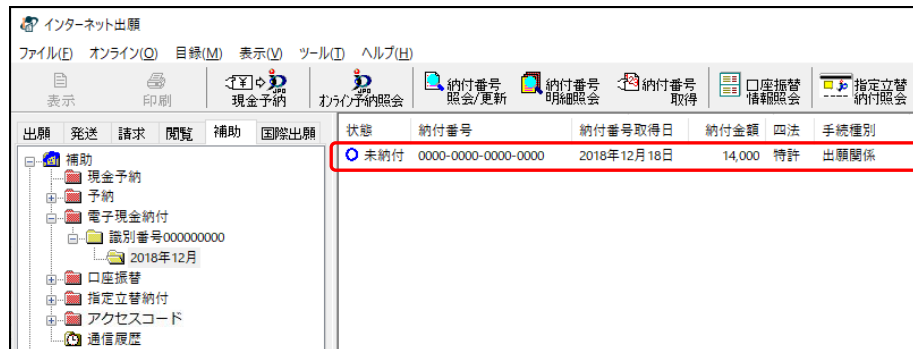 インターネット出願
ファイル(F) オンライン(O) 目録(M) 表示(V) ツール(T) ヘルプ(H)
表示
印刷
現金予納
オンライン予納照会
納付番号
照会/更新
納付番号
明細照会
納付番号
取得
口座振替
情報照会
指定立替
納付照会
出願 発送 請求 閲覧 補助 国際出願
補助
現金予納
予納
電子現金納付
識別番号000000000
2018年12月
口座振替
指定立替納付
アクセスコード
通信履歴
状態 納付番号 納付番号取得日 納付金額 四法 手続種別
未納付 0000-0000-0000-0000 2018年12月18日 14,000 特許 出願関係